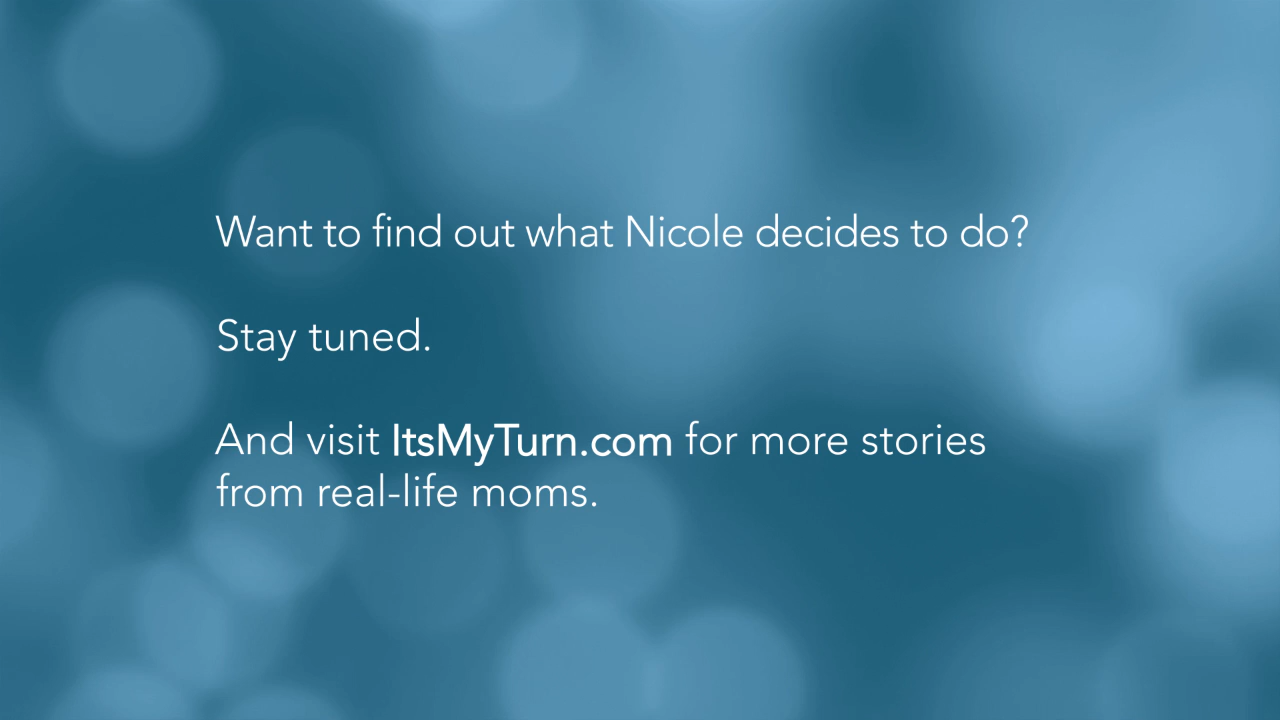 Want to find out what Nicole decides to do?
Stay tuned.
And visit ItsMyTurn.com for more stories
from real-life moms.